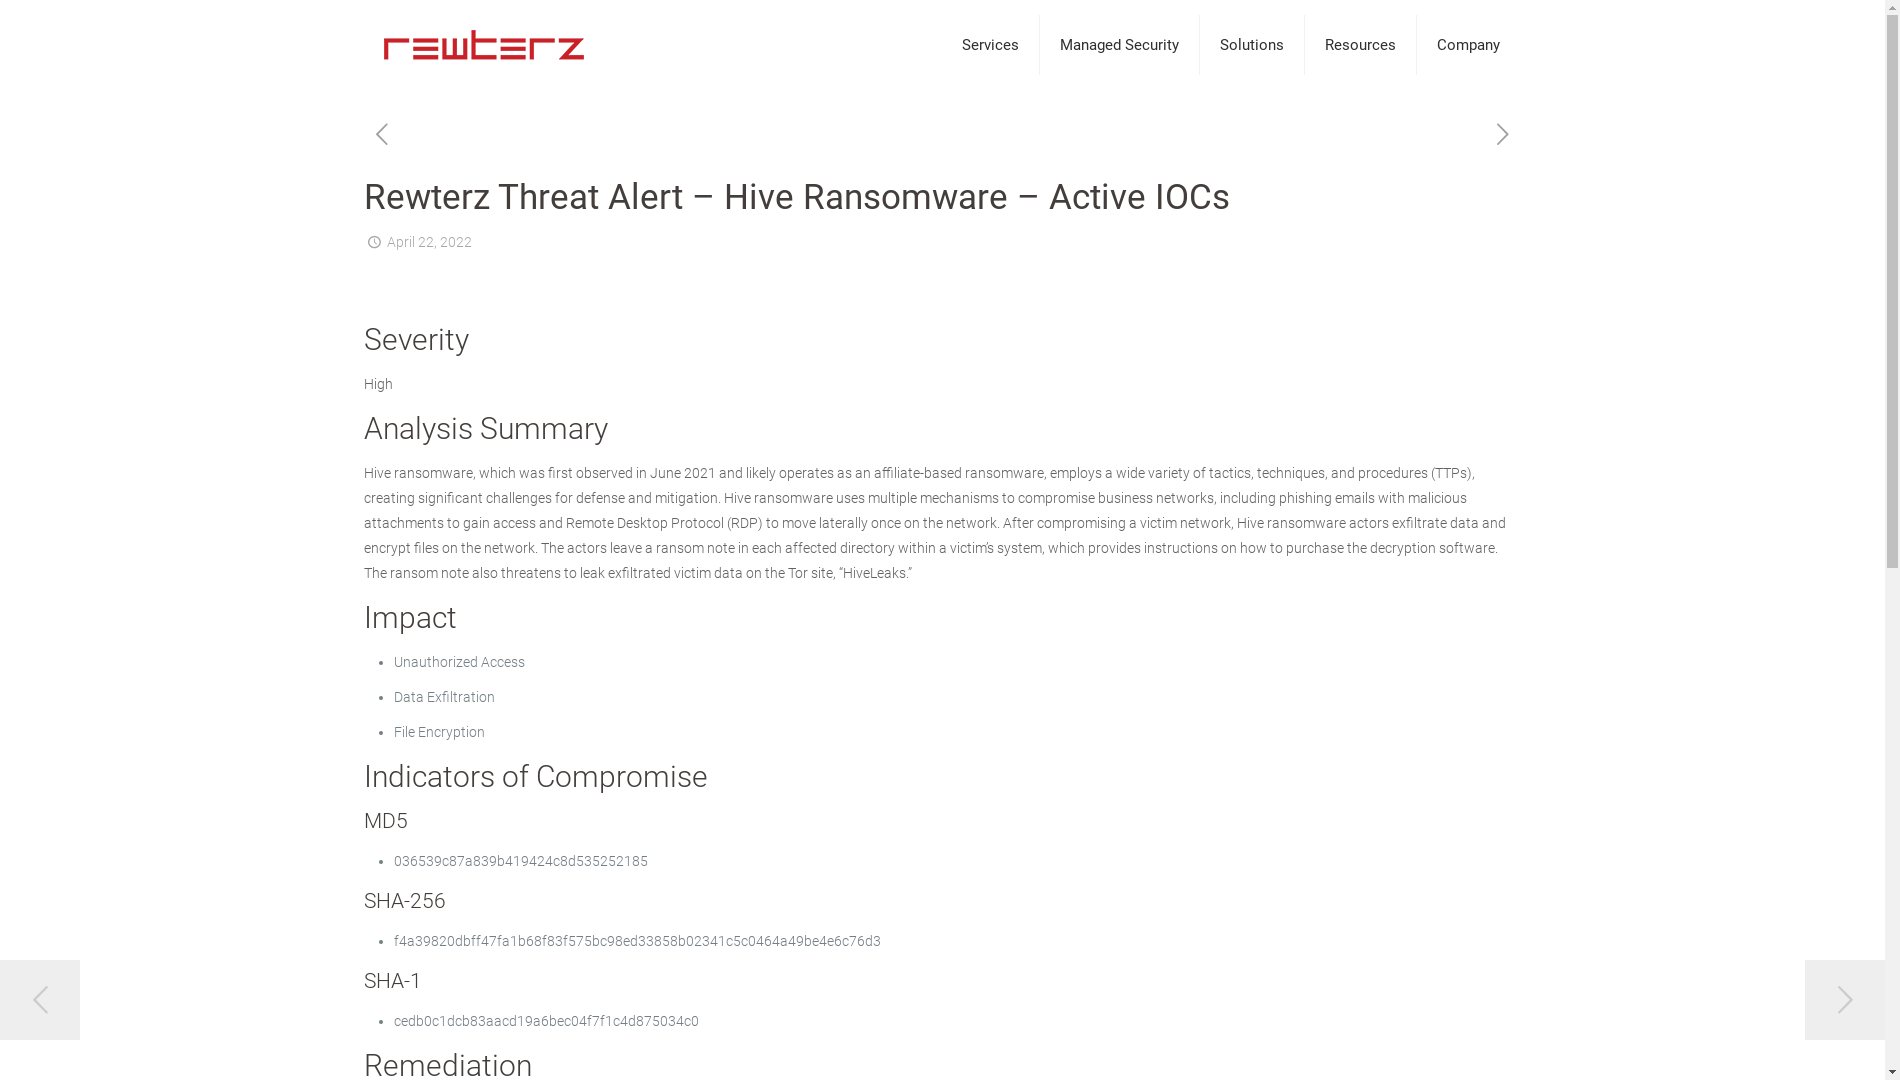 rewterz
Services
Managed Security
Solutions
Resources
Company
Rewterz Threat Alert – Hive Ransomware – Active IOCs
April 22, 2022
Severity
High
Analysis Summary
Hive ransomware, which was first observed in June 2021 and likely operates as an affiliate-based ransomware, employs a wide variety of tactics, techniques, and procedures (TTPs),
creating significant challenges for defense and mitigation. Hive ransomware uses multiple mechanisms to compromise business networks, including phishing emails with malicious
attachments to gain access and Remote Desktop Protocol (RDP) to move laterally once on the network. After compromising a victim network, Hive ransomware actors exfiltrate data and
encrypt files on the network. The actors leave a ransom note in each affected directory within a victim’s system, which provides instructions on how to purchase the decryption software.
The ransom note also threatens to leak exfiltrated victim data on the Tor site, “HiveLeaks.”
Impact
• Unauthorized Access
• Data Exfiltration
• File Encryption
Indicators of Compromise
MD5
• 036539c87a839b419424c8d535252185
SHA-256
• f4a39820dbff47fa1b68f83f575bc98ed33858b02341c5c0464a49be4e6c76d3
SHA-1
• cedb0c1dcb83aacd19a6bec04f7f1c4d875034c0
Remediation